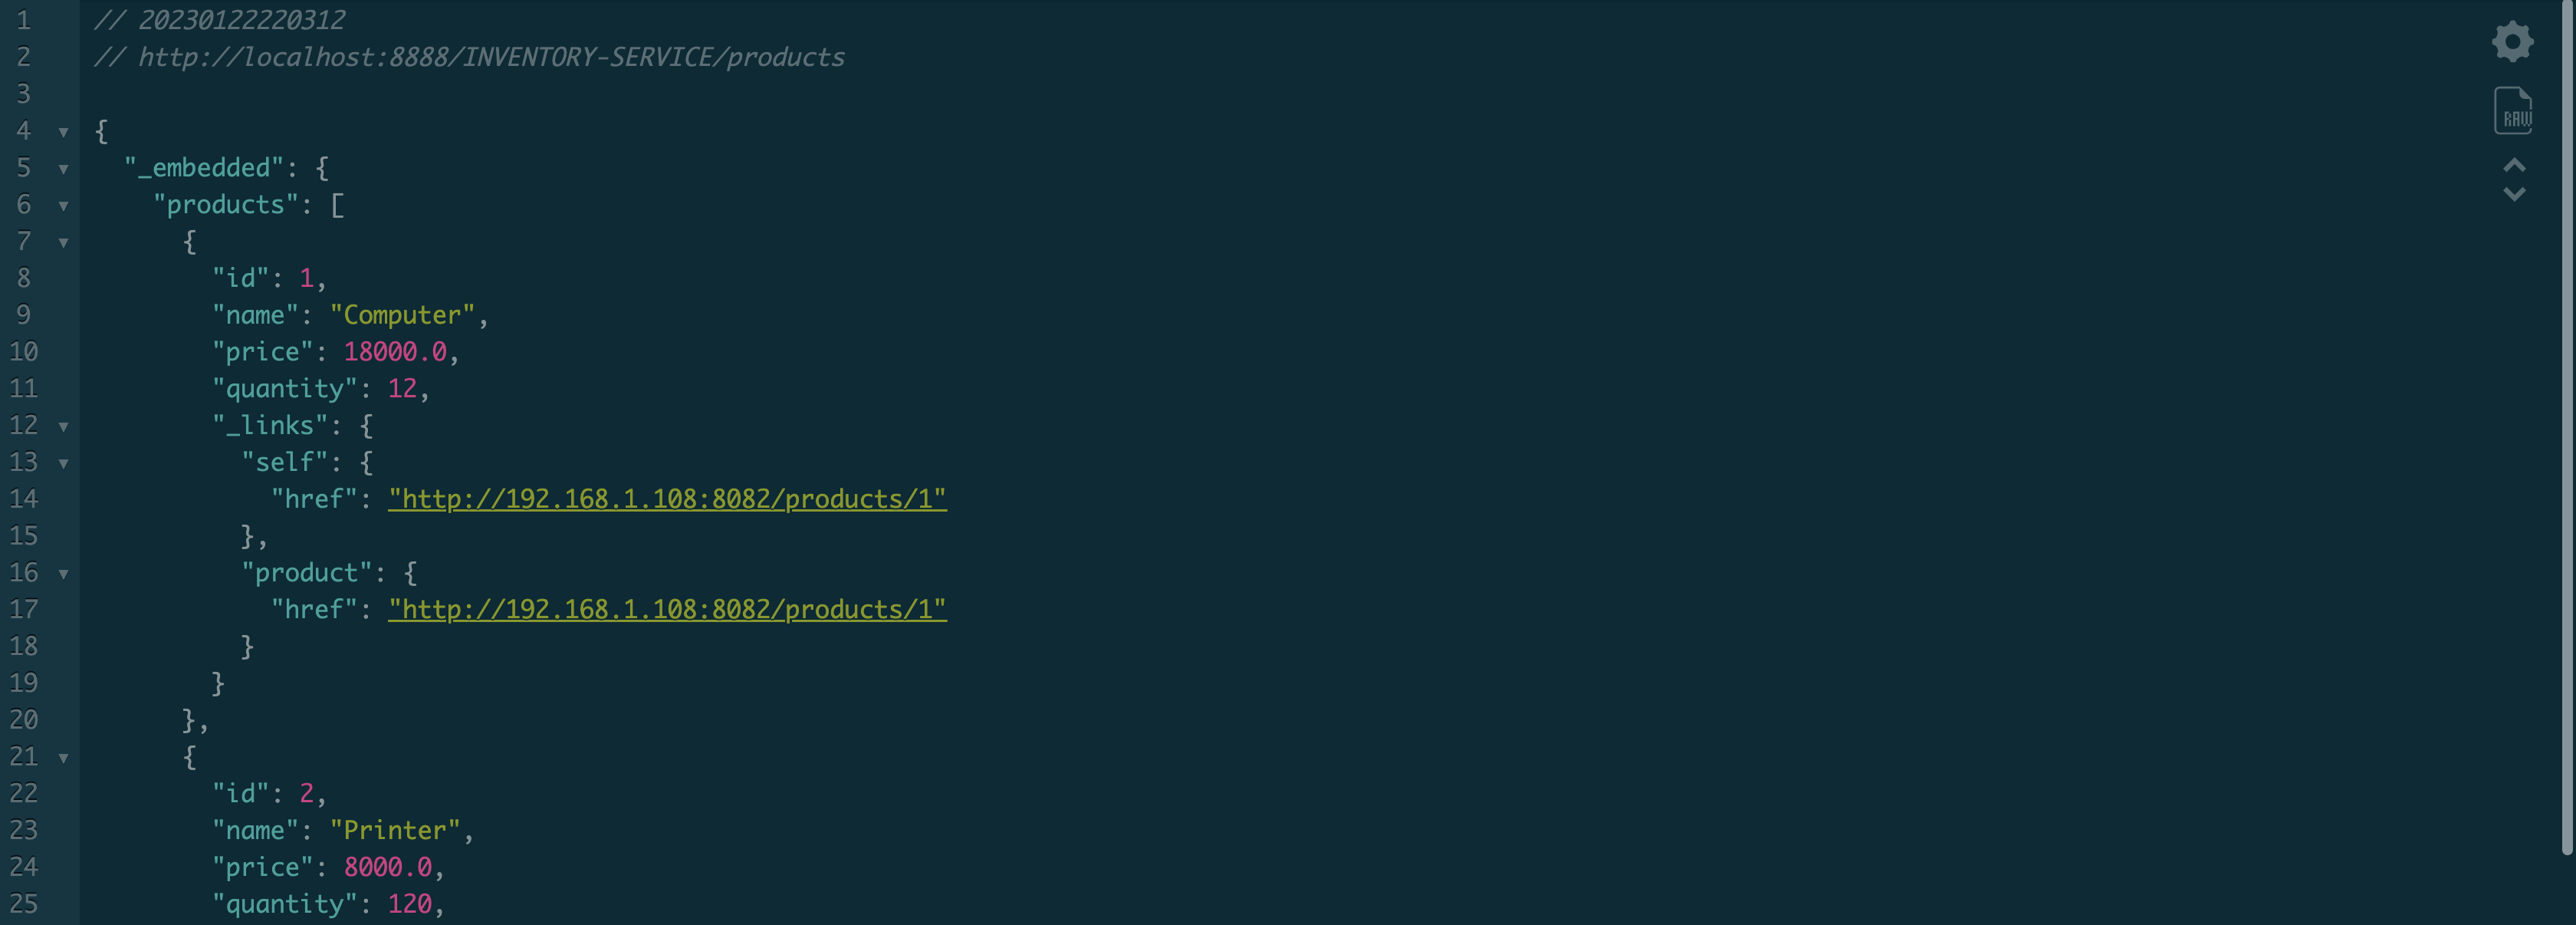 1 // 20230122220312
2 // http://localhost:8888/INVENTORY-SERVICE/products
3
4 {
5 "_embedded": {
6 "products": [
7 {
8 "id": 1,
9 "name": "Computer",
10 "price": 18000.0,
11 "quantity": 12,
12 "_links": {
13 "self": {
14 "href": "http://192.168.1.108:8082/products/1"
15 },
16 "product": {
17 "href": "http://192.168.1.108:8082/products/1"
18 }
19 }
20 },
21 {
22 "id": 2,
23 "name": "Printer",
24 "price": 8000.0,
25 "quantity": 120,
RAW